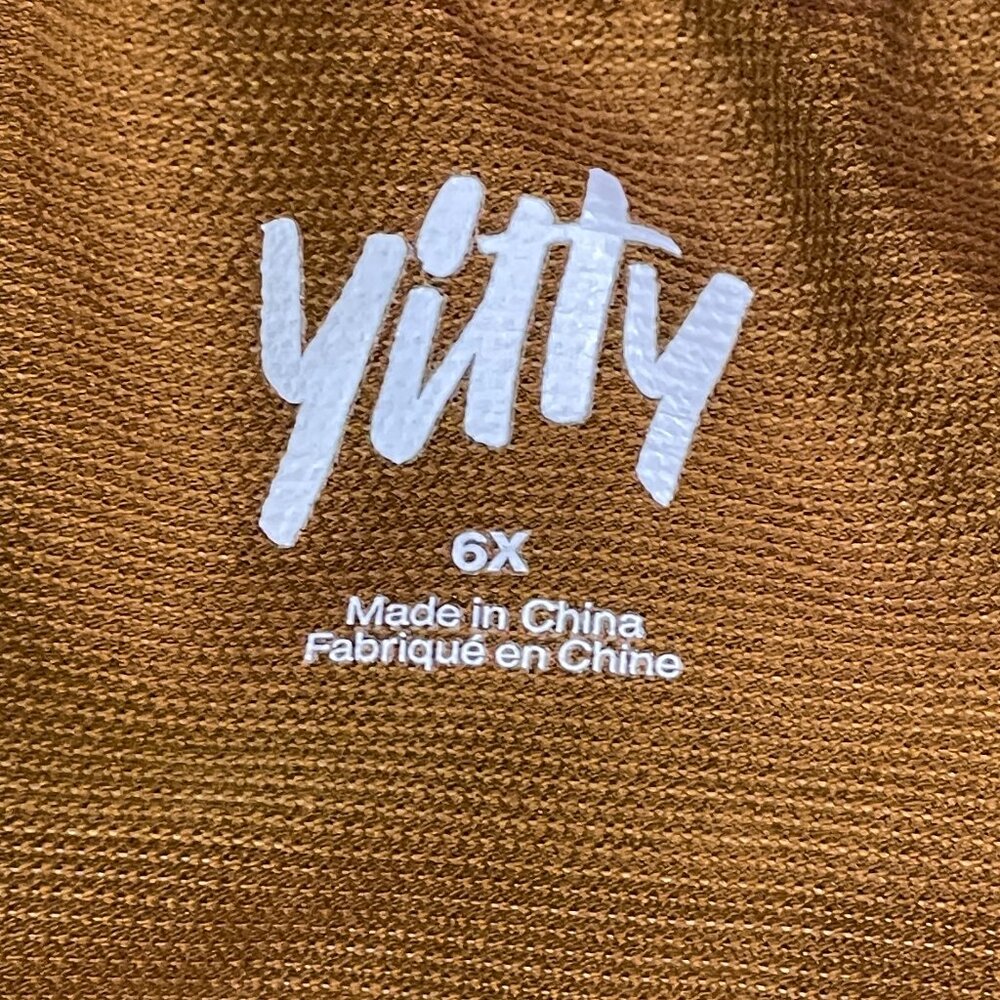 yitty
6X
Made in China
Fabriqué en Chine